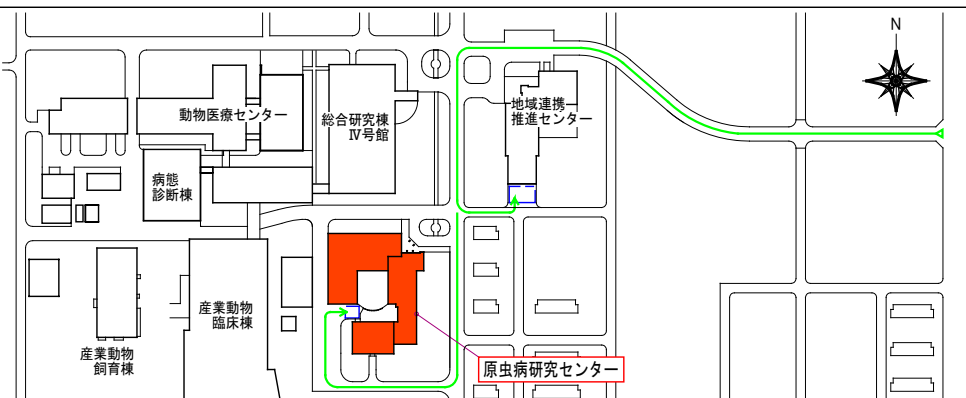 N
動物医療センター
総合研究棟
Ⅳ号館
地域連携
推進センター
病態
診断棟
産業動物
臨床棟
産業動物
飼育棟
原虫病研究センター